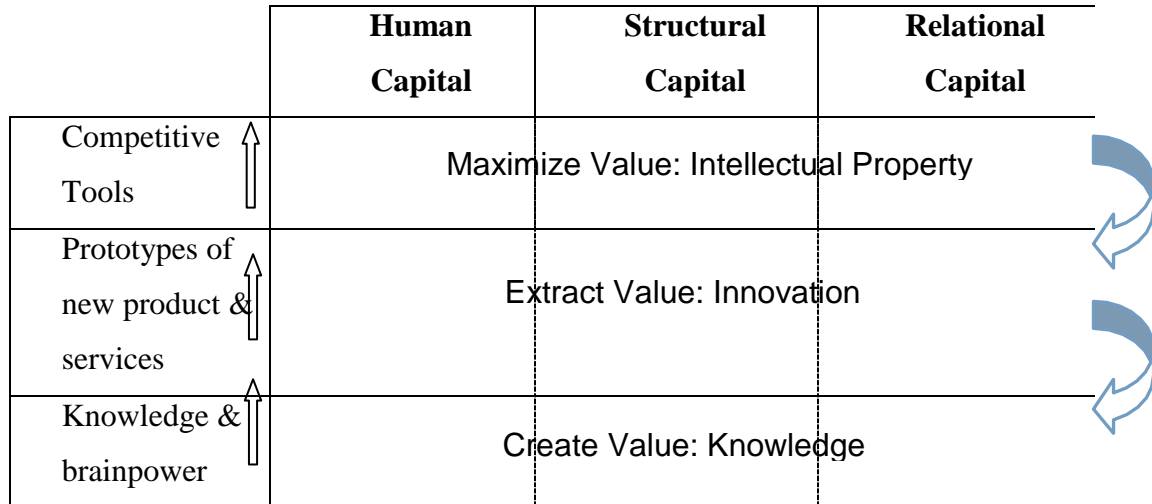 Human Capital
Structural Capital
Relational Capital
Competitive
Tools
Maximize Value: Intellectual Property
Prototypes of
new product &
services
Extract Value: Innovation
Knowledge &
brainpower
Create Value: Knowledge